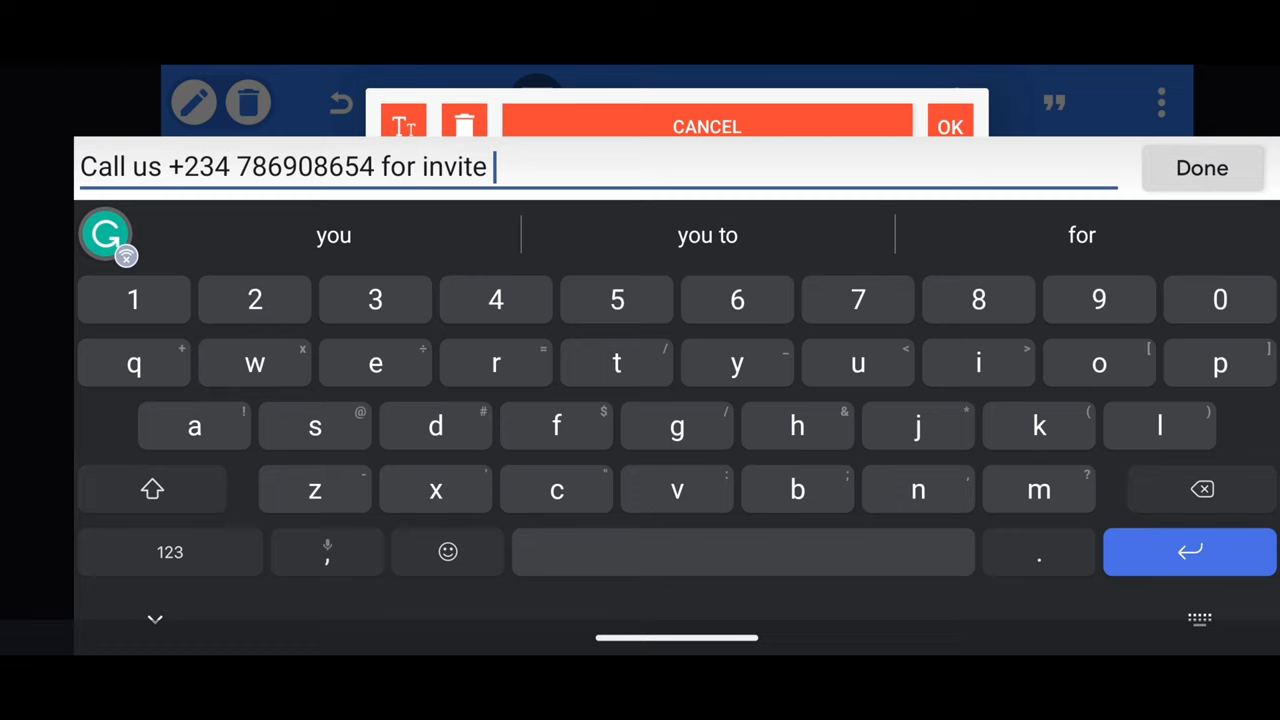 CANCEL
OK
Call us +234 786908654 for invite
Done
you
you to
for
1 2 3 4 5 6 7 8 9 0
q + w x e ÷ r = t / y _ u < i > o [ p ]
a ! s @ d # f $ g / h & j * k ( l )
z - x ' c " v : b ; n , m ?
123 , .